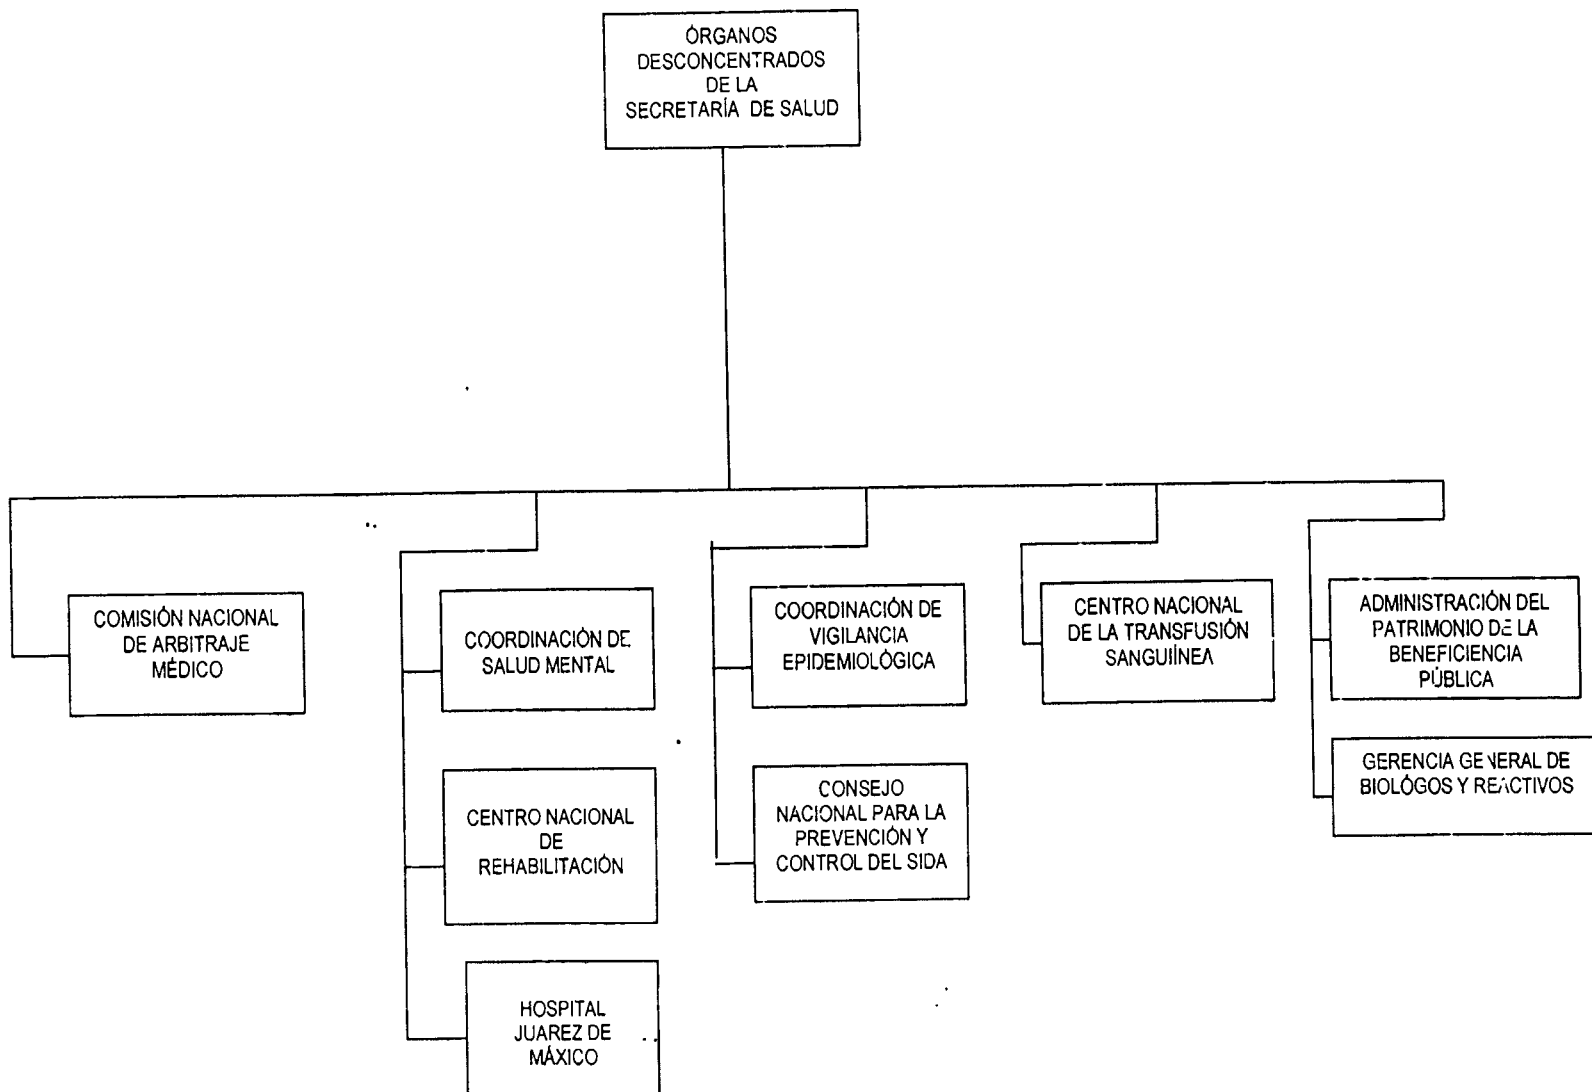 ÓRGANOS
DESCONCENTRADOS
DE LA
SECRETARÍA DE SALUD
COMISIÓN NACIONAL
DE ARBITRAJE
MÉDICO
COORDINACIÓN DE
SALUD MENTAL
CENTRO NACIONAL
DE
REHABILITACIÓN
HOSPITAL
JUAREZ DE
MÁXICO
COORDINACIÓN DE
VIGILANCIA
EPIDEMIOLÓGICA
CONSEJO
NACIONAL PARA LA
PREVENCIÓN Y
CONTROL DEL SIDA
CENTRO NACIONAL
DE LA TRANSFUSIÓN
SANGUIÍNEA
ADMINISTRACIÓN DEL
PATRIMONIO DE LA
BENEFICIENCIA
PÚBLICA
GERENCIA GENERAL DE
BIOLÓGOS Y REACTIVOS